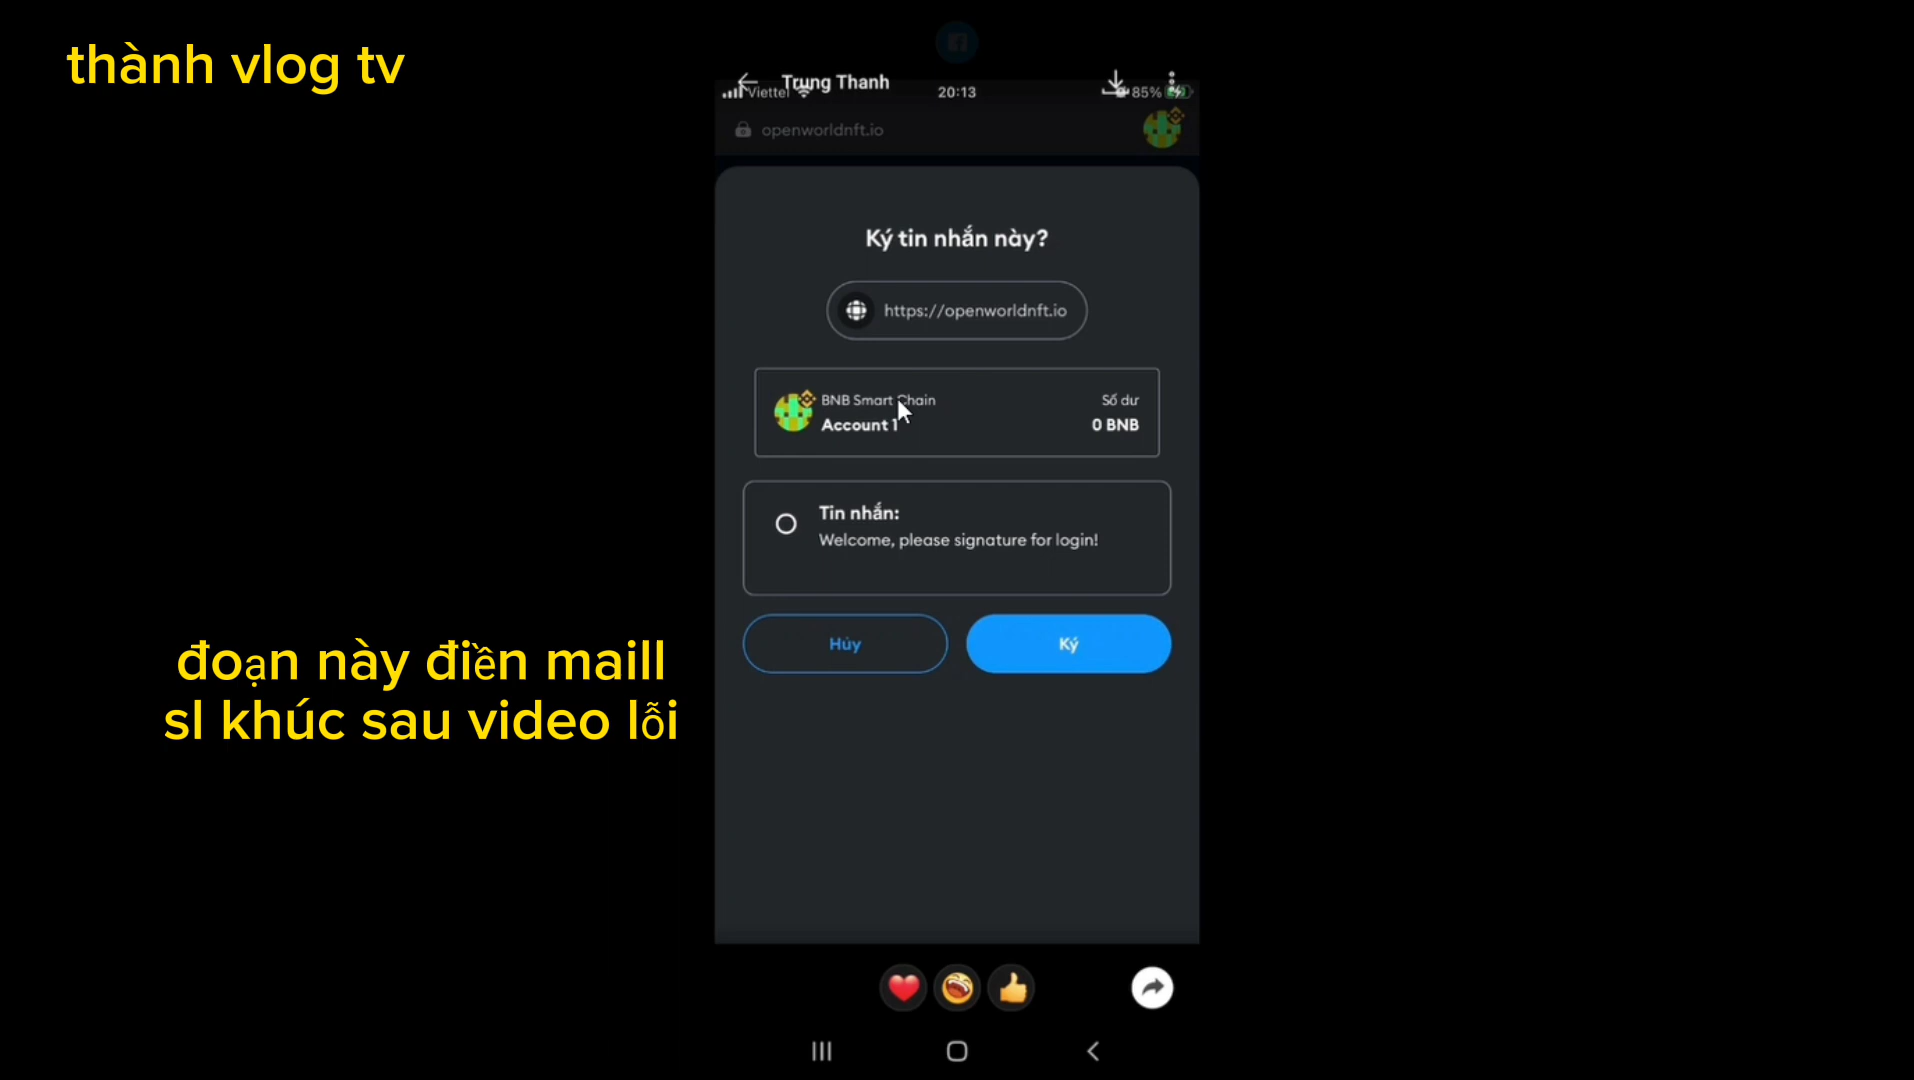 thành vlog tv
Trung Thanh
Viettel
20:13
85%
openworldnft.io
Ký tin nhắn này?
https://openworldnft.io
BNB Smart Chain
Số dư
Account 1
0 BNB
Tin nhắn:
Welcome, please signature for login!
Hủy
Ký
đoạn này điền maill
sl khúc sau video lỗi